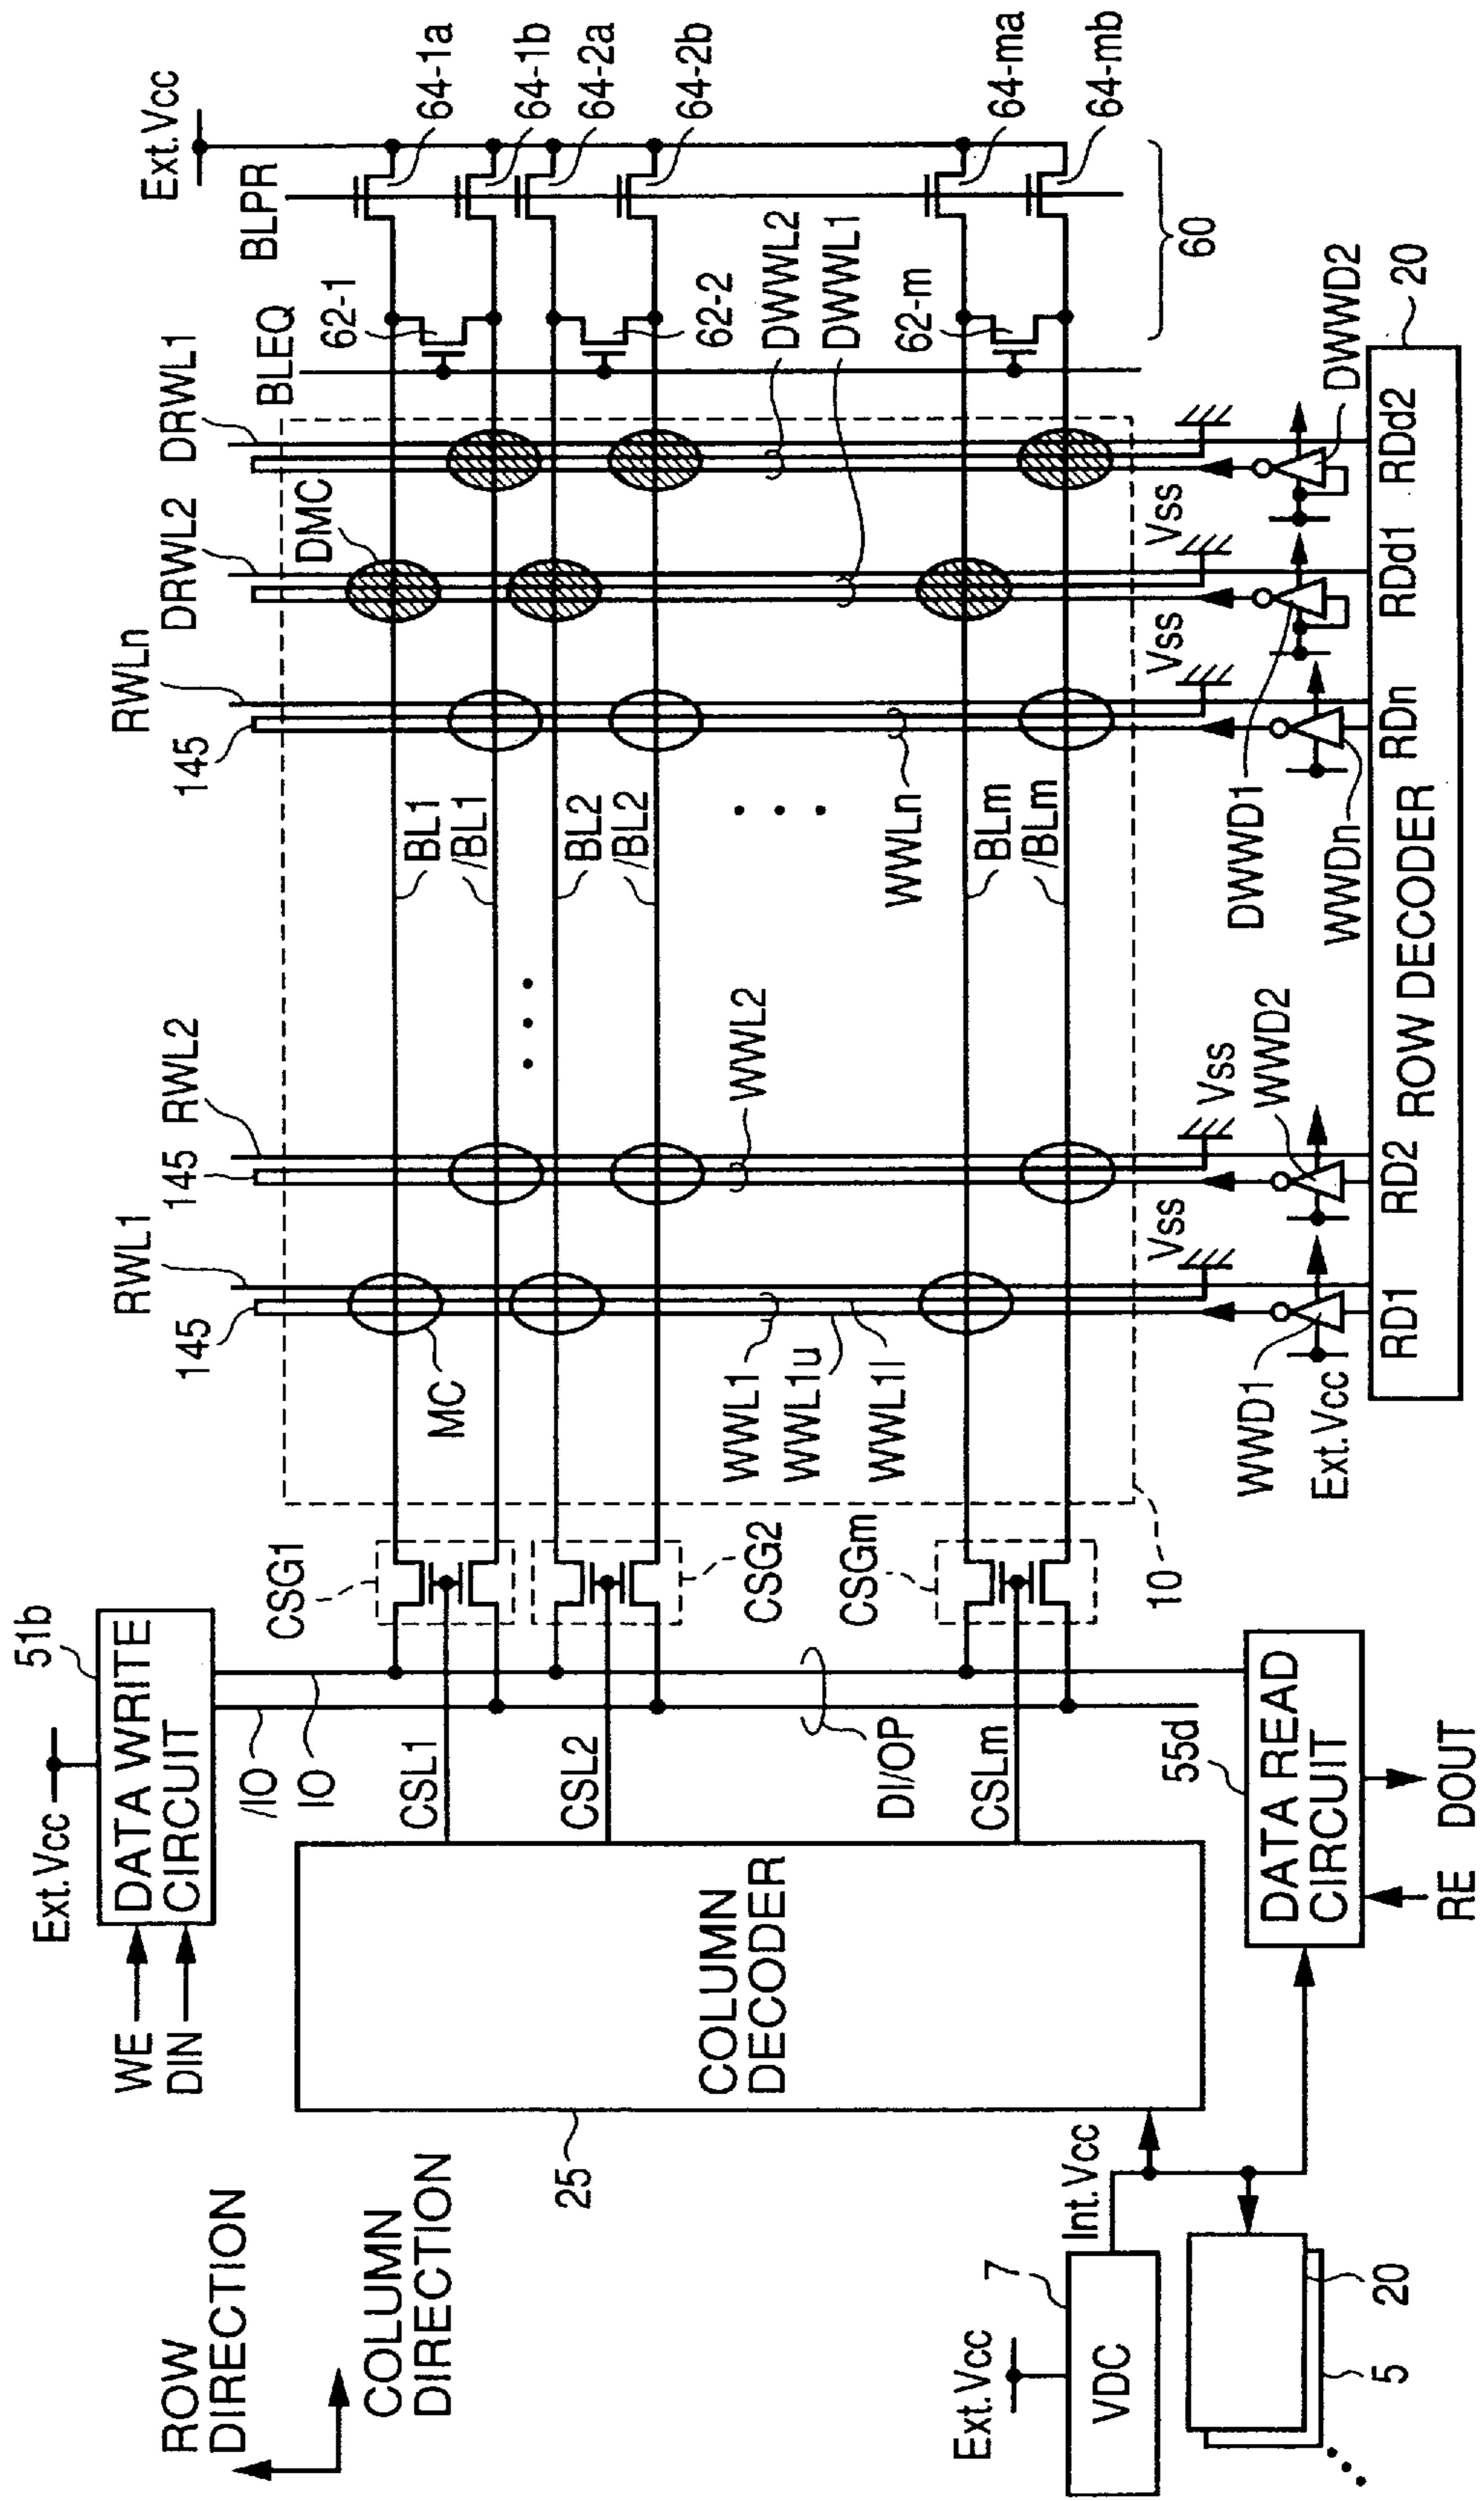 Ext.Vcc
BLPR
64-1a
64-1b
64-2a
64-2b
64-ma
64-mb
BLEQ
62-1
62-2
62-m
60
DRWL1
DRWL2
DMC
DWWL2
DWWL1
RWLn
145
BL1
/BL1
BL2
/BL2
WWLn
BLm
/BLm
Vss
Vss
DWWD2
20
RDd2
RDd1
RDn
DWWD1
WWDn
ROW DECODER
RWL2
145
RWL1
145
WWL2
MC
WWL1
WWL1u
WWL1l
Vss
WWD2
Vss
RD2
RD1
WWD1
Ext.Vcc
10
CSG1
CSG2
CSGm
51b
Ext.Vcc
DATA WRITE
CIRCUIT
WE
DIN
/IO
IO
CSL1
CSL2
DI/OP
CSLm
55d
DATA READ
CIRCUIT
RE
DOUT
COLUMN
DECODER
25
ROW
DIRECTION
COLUMN
DIRECTION
Int.Vcc
7
Ext.Vcc
VDC
20
5